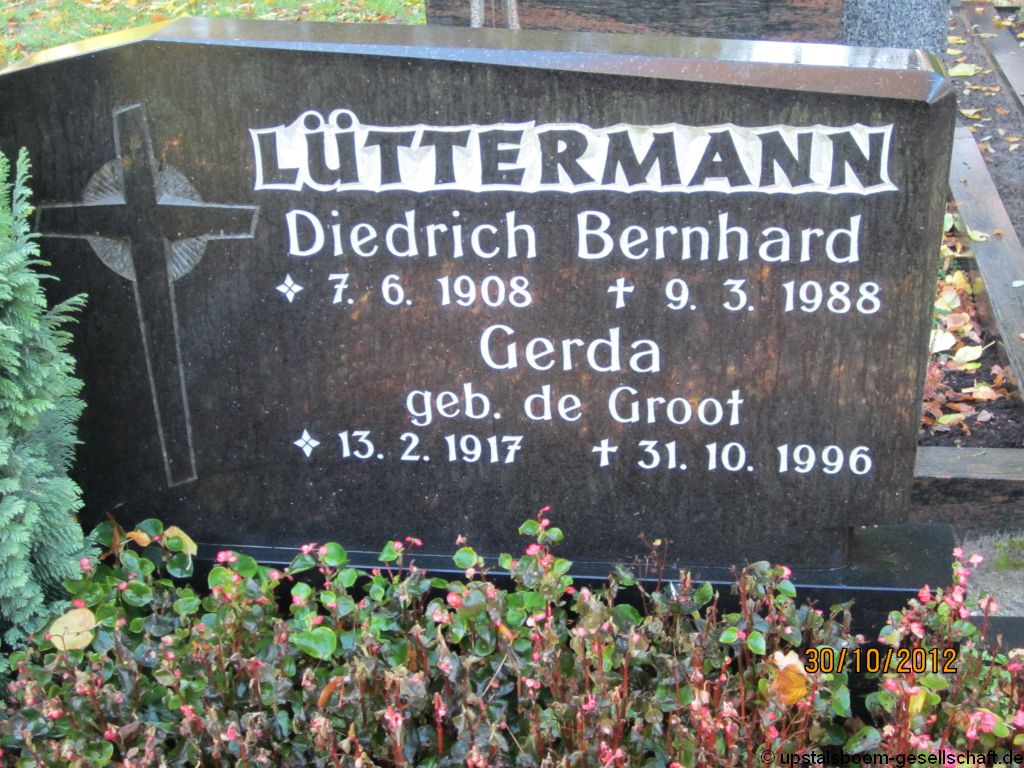 LÜTTERMANN
Diedrich Bernhard
7. 6. 1908 † 9. 3. 1988
Gerda
geb. de Groot
13. 2. 1917 † 31. 10. 1996
30/10/2012
© upstalsboom-gesellschaft.de